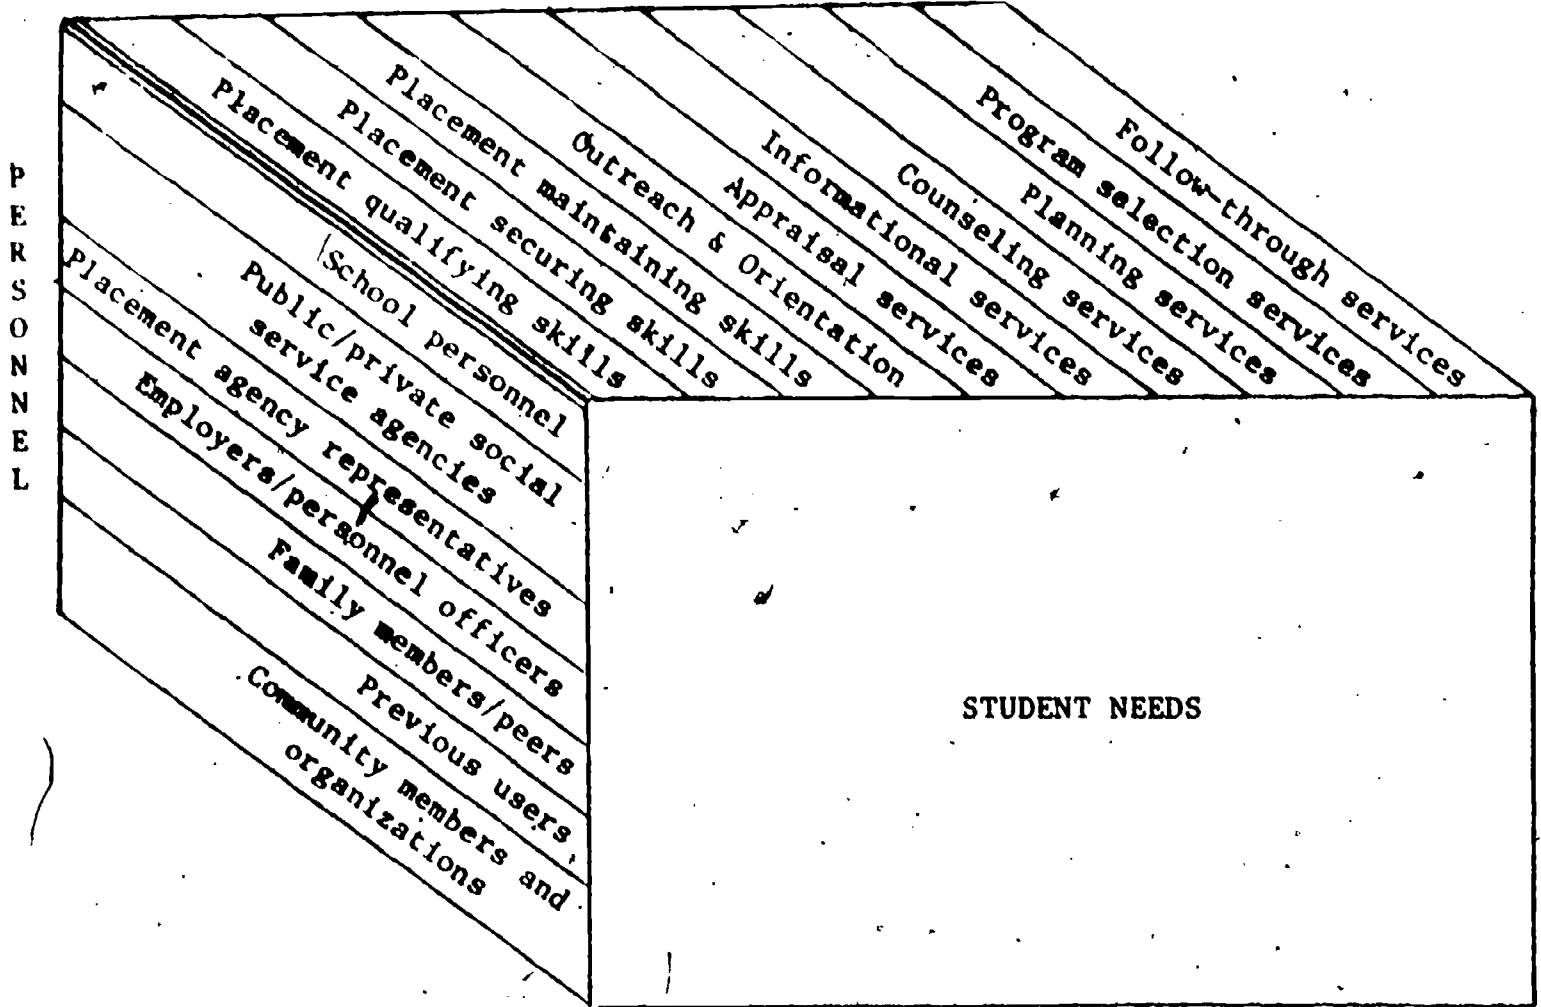 PERSONNEL
Placement qualifying skills
Placement securing skills
Placement maintaining skills
Outreach & Orientation
Appraisal services
Informational services
Counseling services
Planning services
Program selection services
Follow-through services
School personnel
Public/private social
service agencies
Placement agency representatives
Employers/personnel officers
Family members/peers
Previous users
Community members and
organizations
STUDENT NEEDS